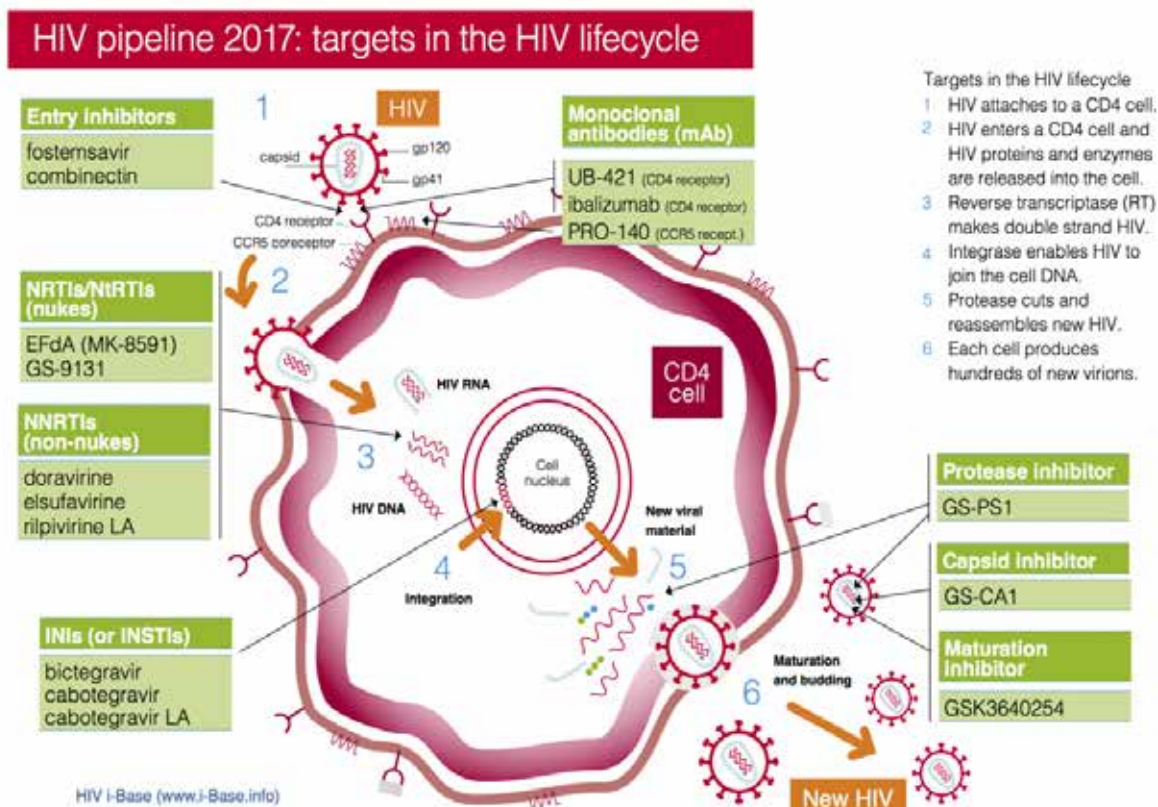 HIV pipeline 2017: targets in the HIV lifecycle
Entry inhibitors
fostemsavir
combinectin
1
HIV
capsid
gp120
gp41
CD4 receptor
CCR5 coreceptor
Monoclonal
antibodies (mAb)
UB-421 (CD4 receptor)
ibalizumab (CD4 receptor)
PRO-140 (CCR5 recept.)
Targets in the HIV lifecycle
1 HIV attaches to a CD4 cell.
2 HIV enters a CD4 cell and
HIV proteins and enzymes
are released into the cell.
3 Reverse transcriptase (RT)
makes double strand HIV.
4 Integrase enables HIV to
join the cell DNA.
5 Protease cuts and
reassembles new HIV.
6 Each cell produces
hundreds of new virions.
2
NRTIs/NtRTIs
(nukes)
EFdA (MK-8591)
GS-9131
NNRTIs
(non-nukes)
doravirine
elsufavirine
rilpivirine LA
INIs (or INSTIs)
bictegravir
cabotegravir
cabotegravir LA
HIV RNA
3
HIV DNA
CD4
cell
Cell
nucleus
4
Integration
New viral
material
5
Protease inhibitor
GS-PS1
Capsid inhibitor
GS-CA1
Maturation
inhibitor
GSK3640254
6
Maturation
and budding
New HIV
HIV i-Base (www.i-Base.info)